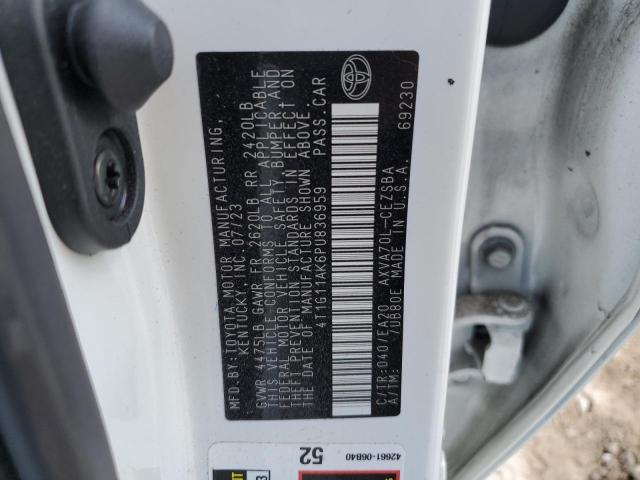 MFD.BY:TOYOTA MOTOR MANUFACTURING,
KENTUCKY, INC. 07/23
GVWR 4475LB GAWR FR 2620LB RR 2420LB
THIS VEHICLE CONFORMS TO ALL APPLICABLE
FEDERAL MOTOR VEHICLE SAFETY, BUMPER, AND
THEFT PREVENTION STANDARDS IN EFFECT ON
THE DATE OF MANUFACTURE SHOWN ABOVE.
4T1G11AK6PU836959 PASS.CAR
C/TR:040/EA20 AXVA70L-CEZSBA
A/TM: /UB80E MADE IN U.S.A. 69230
42661-06B40
52